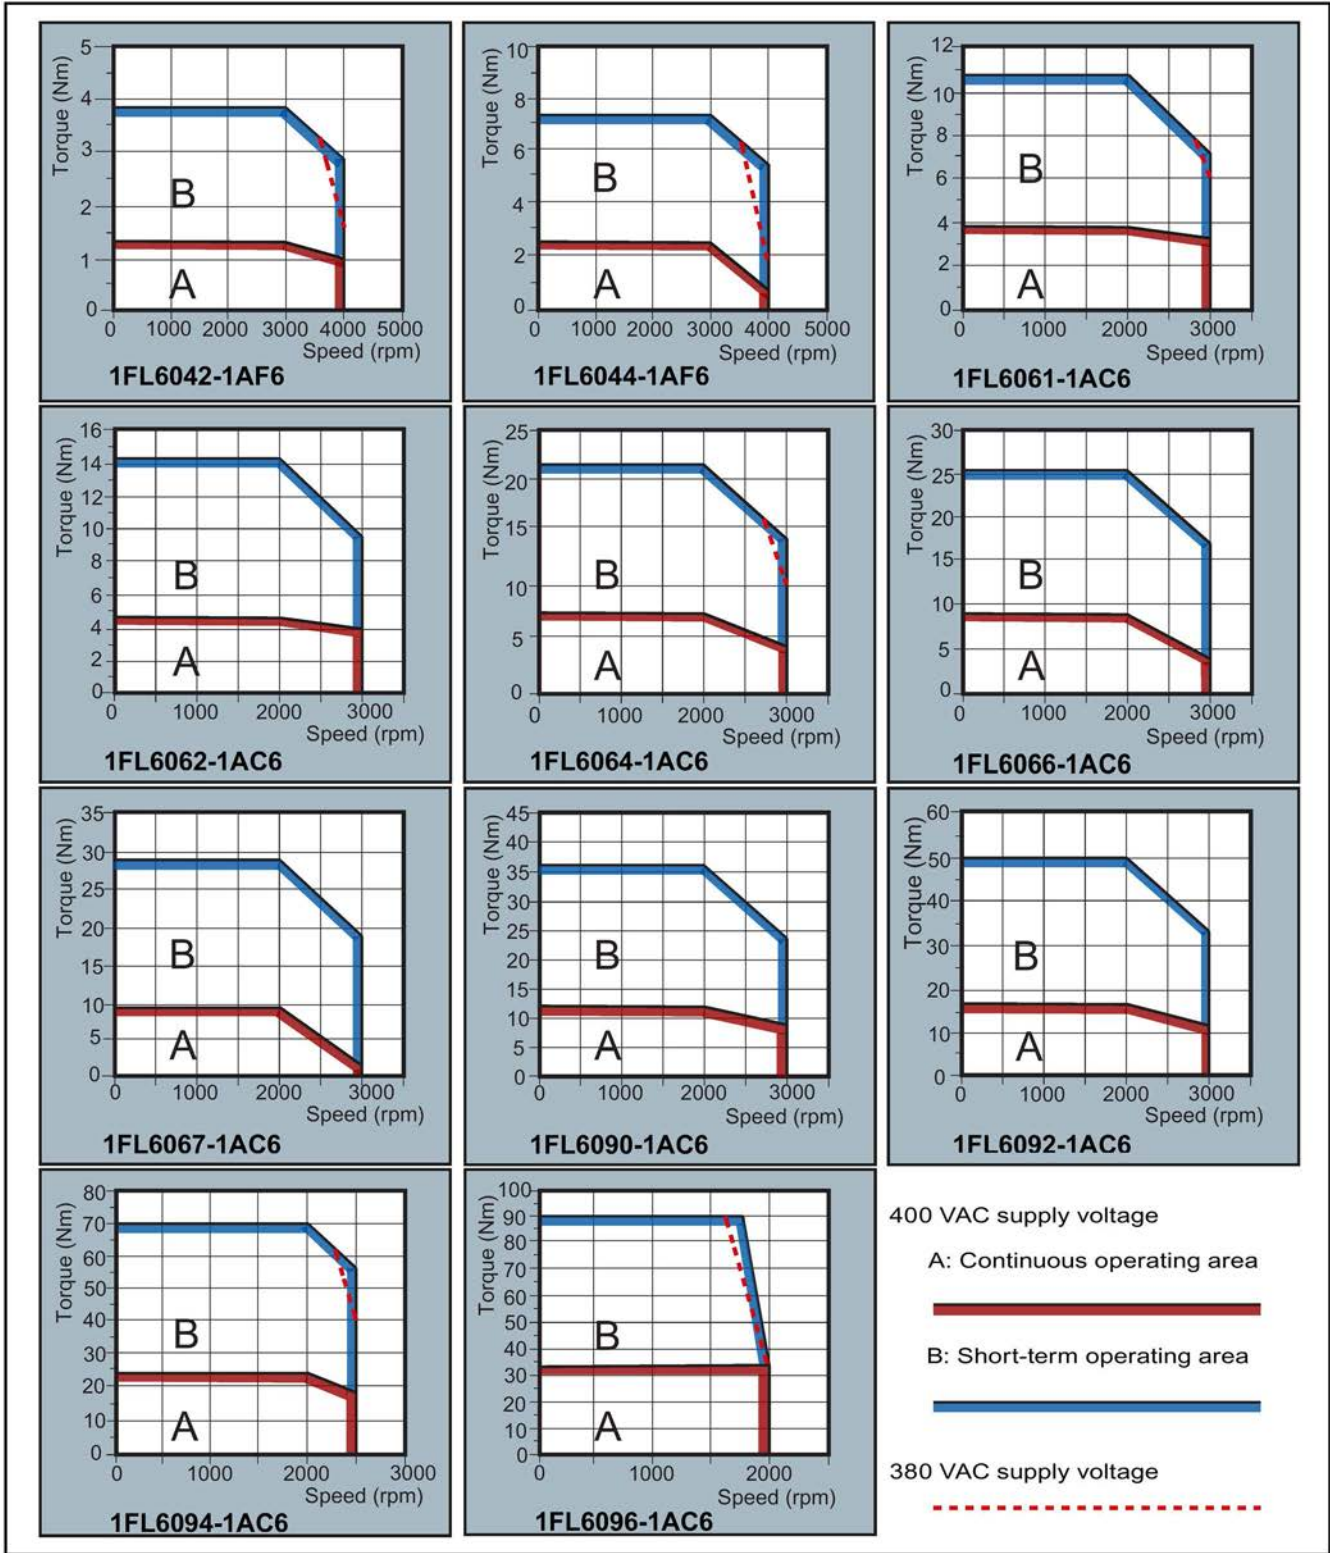 Torque (Nm)
5
4
3
2
1
0
B
A
0 1000 2000 3000 4000 5000
Speed (rpm)
1FL6042-1AF6
Torque (Nm)
10
8
6
4
2
0
B
A
0 1000 2000 3000 4000 5000
Speed (rpm)
1FL6044-1AF6
Torque (Nm)
12
10
8
6
4
2
0
B
A
0 1000 2000 3000
Speed (rpm)
1FL6061-1AC6
Torque (Nm)
16
14
12
10
8
6
4
2
0
B
A
0 1000 2000 3000
Speed (rpm)
1FL6062-1AC6
Torque (Nm)
25
20
15
10
5
0
B
A
0 1000 2000 3000
Speed (rpm)
1FL6064-1AC6
Torque (Nm)
30
25
20
15
10
5
0
B
A
0 1000 2000 3000
Speed (rpm)
1FL6066-1AC6
Torque (Nm)
35
30
25
20
15
10
5
0
B
A
0 1000 2000 3000
Speed (rpm)
1FL6067-1AC6
Torque (Nm)
45
40
35
30
25
20
15
10
5
0
B
A
0 1000 2000 3000
Speed (rpm)
1FL6090-1AC6
Torque (Nm)
60
50
40
30
20
10
0
B
A
0 1000 2000 3000
Speed (rpm)
1FL6092-1AC6
Torque (Nm)
80
70
60
50
40
30
20
10
0
B
A
0 1000 2000 3000
Speed (rpm)
1FL6094-1AC6
Torque (Nm)
100
90
80
70
60
50
40
30
20
10
0
B
A
0 1000 2000
Speed (rpm)
1FL6096-1AC6
400 VAC supply voltage
A: Continuous operating area
B: Short-term operating area
380 VAC supply voltage